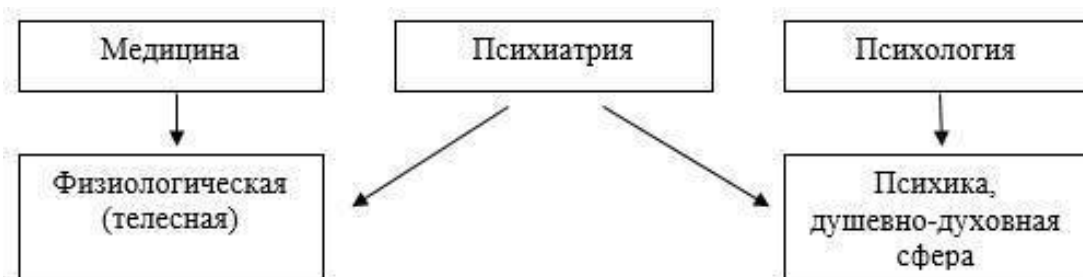 Медицина
Психиатрия
Психология
Физиологическая
(телесная)
Психика,
душевно-духовная
сфера